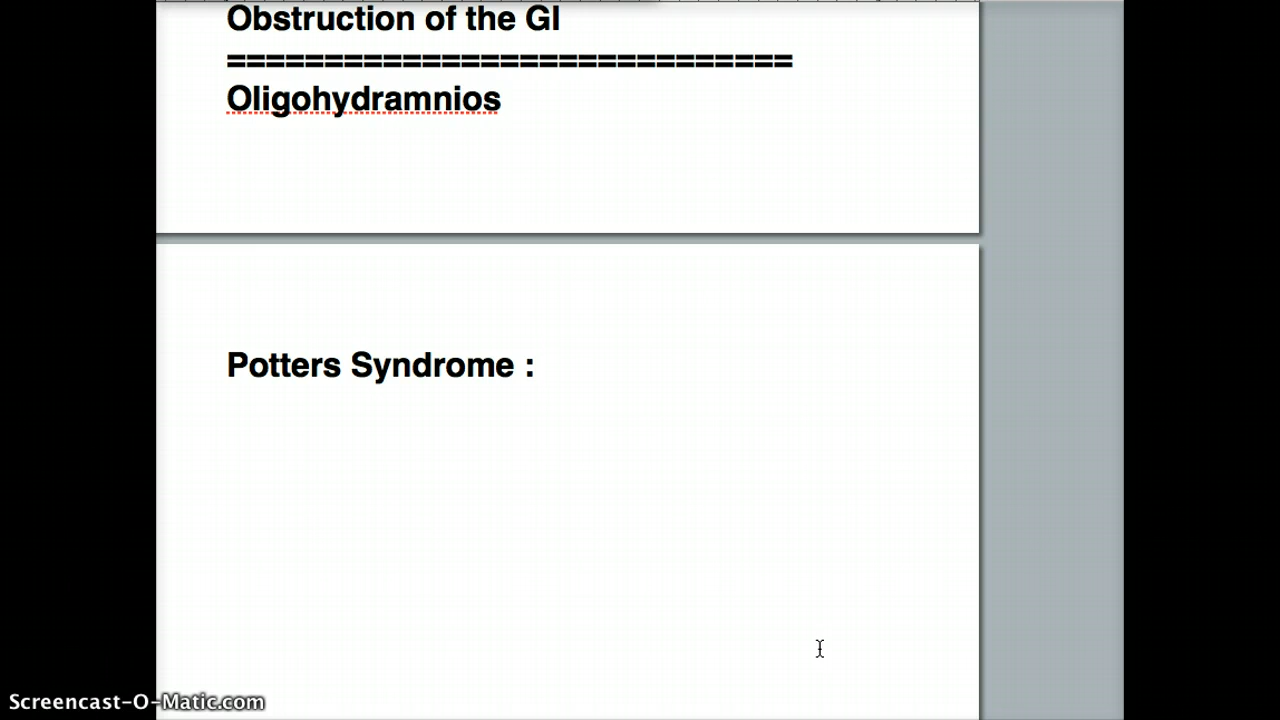 Obstruction of the GI
=============================
Oligohydramnios
Potters Syndrome :
Screencast-O-Matic.com